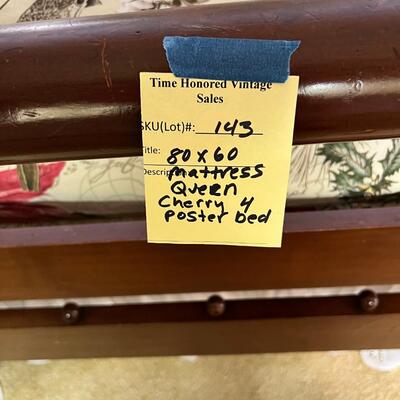 Time Honored Vintage
Sales
SKU(Lot)#: 143
Title: 80 x 60
Descrip mattress
Queen
Cherry 4
poster bed